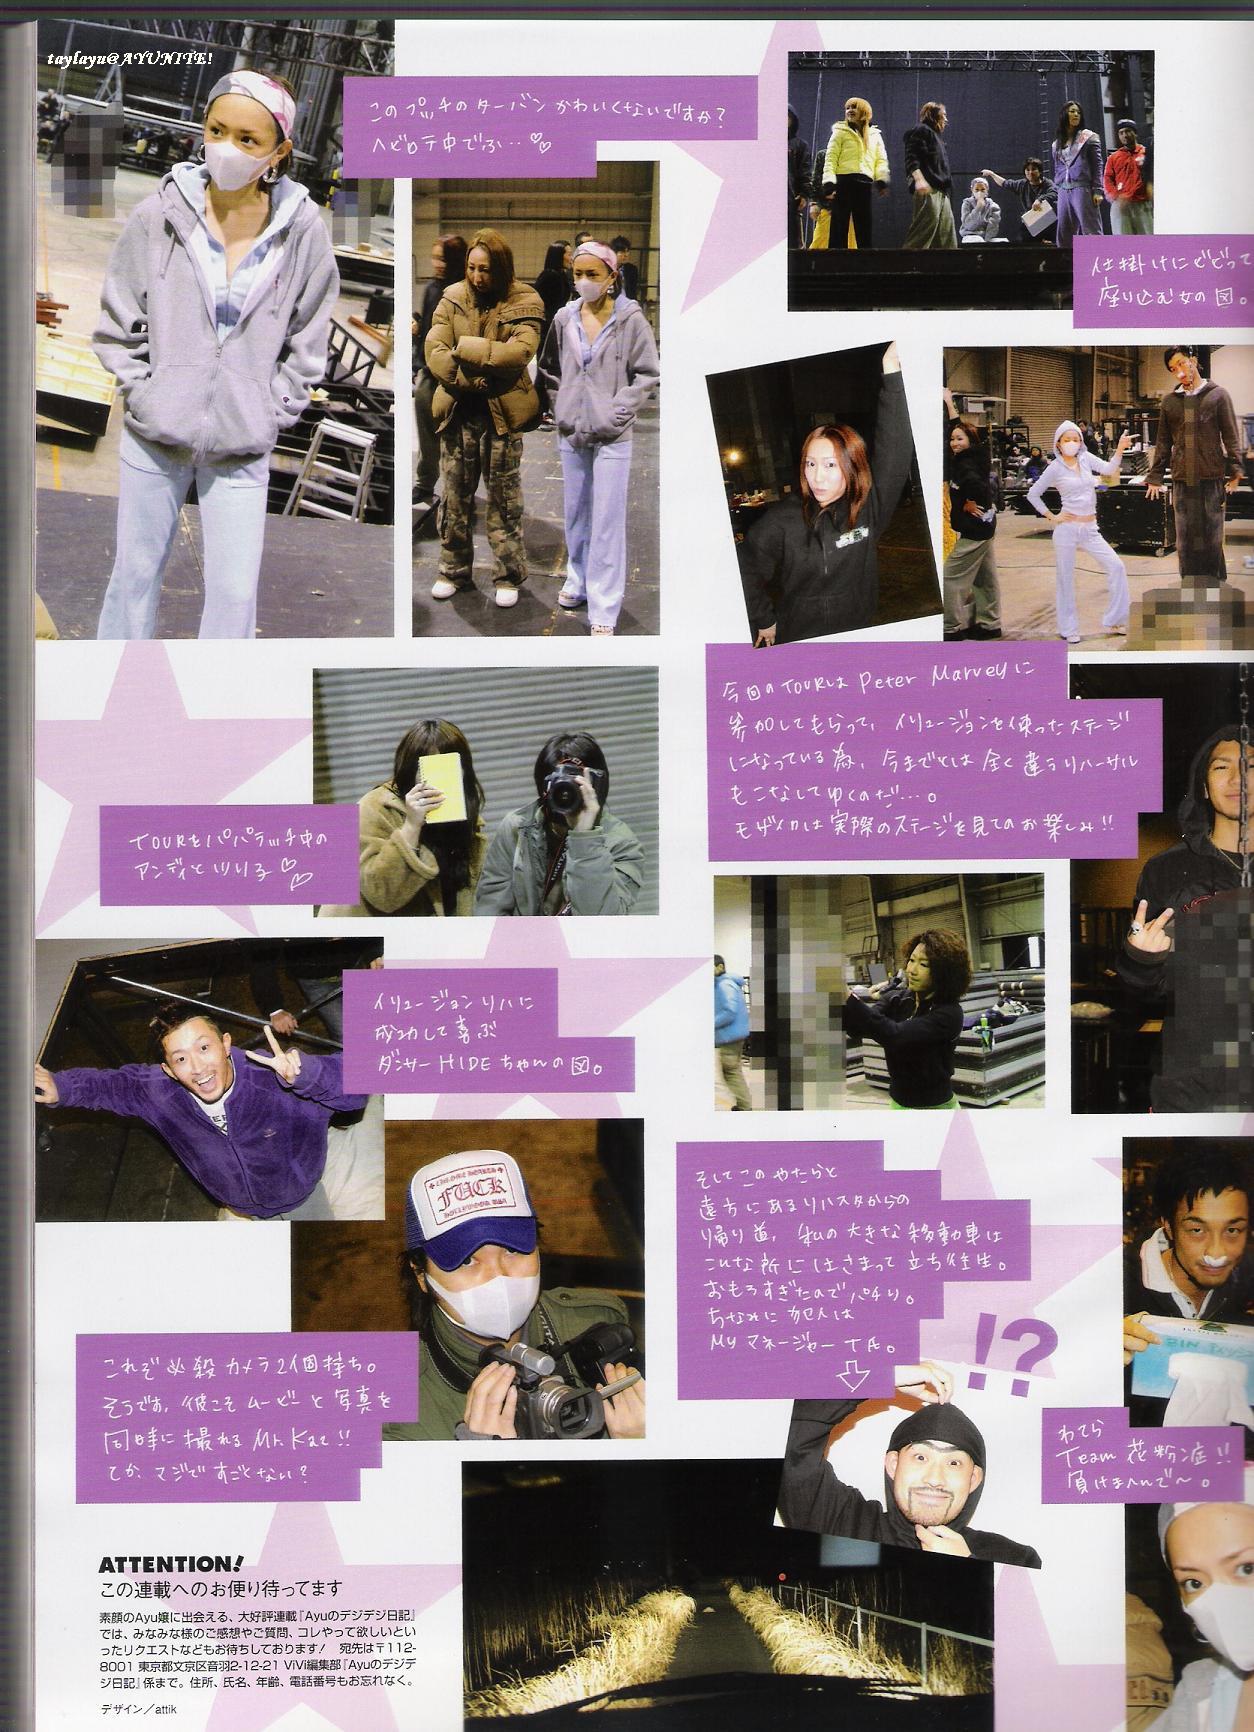 taylayu@AYUNITE!
このプッチのターバンかわいくないですか?
ヘビロテ中でふ…♡♡
仕掛けにビビって
座り込む女の図。
今回のTOURは Peter Marveyに
参加してもらって、イリュージョンを使ったステージ
になっている為、今までとは全く違うリハーサル
もこなしてゆくのだ…。
モザイクは実際のステージを見てのお楽しみ!!
TOURをパパラッチ中の
アンディとツリ子♡♡
イリュージョンリハに
成功して喜ぶ
ダンサーHIDEちゃんの図。
LIFE
FUCK
HOLLYWOOD USA
そしてこのやたらと
遠方にあるリハスタからの
帰り道、私の大きな移動車は
こんな所にはさまって立ち往生。
おもろすぎたのでパチり。
ちなみに犯人は
Myマネージャー
!?
これぞ必殺カメラ2個持ち。
そうです、彼こそムービーと写真を
同時に撮れるMr.
てか、マジですごくない?
わてら
Team 花粉症!!
負けまへんで〜。
ATTENTION!
この連載へのお便り待ってます
素顔のAyu嬢に出会える、大好評連載『Ayuのデジデジ日記』
では、みなみな様のご感想やご質問、コレやって欲しいとい
ったリクエストなどもお待ちしております! 宛先は〒112-
8001 東京都文京区音羽2-12-21 ViVi編集部『Ayuのデジデ
ジ日記』係まで。住所、氏名、年齢、電話番号もお忘れなく。
デザイン／attik